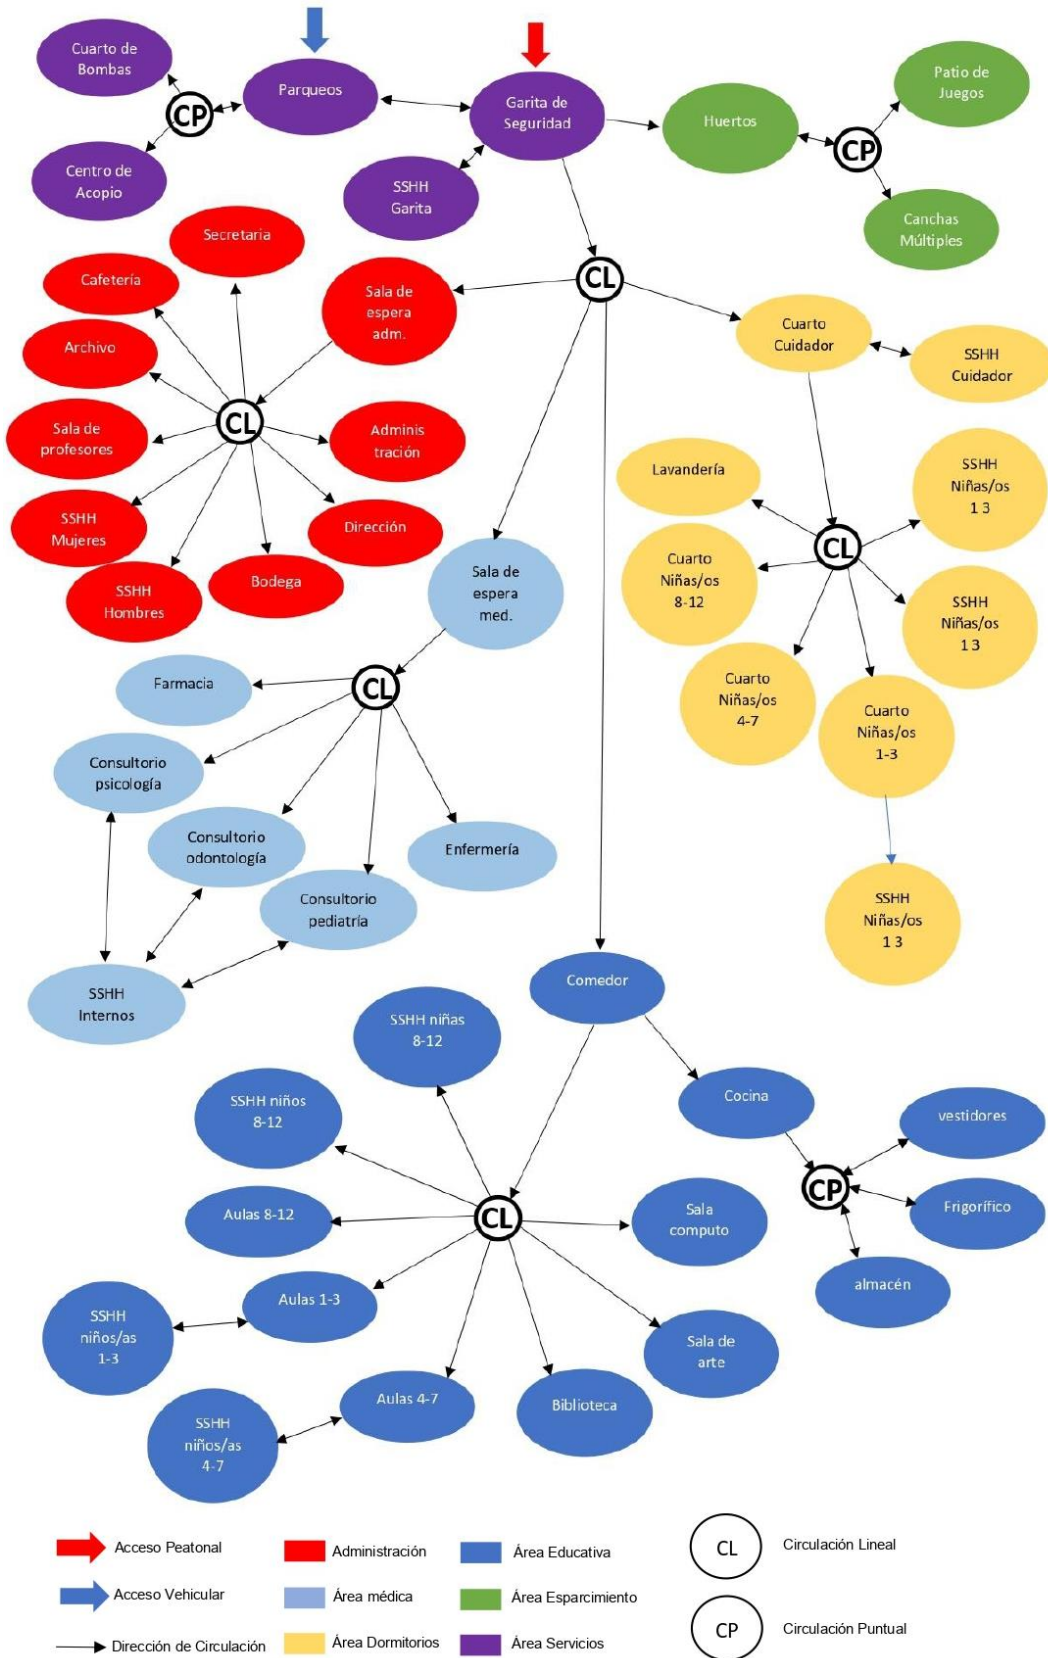 Cuarto de
Bombas
CP
Parqueos
Garita de
Seguridad
Huertos
Patio de
Juegos
CP
Centro de
Acopio
SSHH
Garita
Canchas
Múltiples
Secretaria
Cafetería
Sala de
espera
adm.
CL
Cuarto
Cuidador
SSHH
Cuidador
Archivo
Sala de
profesores
CL
Adminis
tración
SSHH
Mujeres
Dirección
SSHH
Hombres
Bodega
Lavandería
SSHH
Niñas/os
1 3
CL
Cuarto
Niñas/os
8-12
SSHH
Niñas/os
1 3
Sala de
espera
med.
Cuarto
Niñas/os
4-7
Cuarto
Niñas/os
1-3
Farmacia
CL
Consultorio
psicología
Consultorio
odontología
Enfermería
Consultorio
pediatría
SSHH
Niñas/os
1 3
SSHH
Internos
Comedor
SSHH niñas
8-12
SSHH niños
8-12
Cocina
vestidores
CP
Frigorífico
almacén
Aulas 8-12
CL
Sala
computo
SSHH
niños/as
1-3
Aulas 1-3
Sala de
arte
Aulas 4-7
Biblioteca
SSHH
niños/as
4-7
Acceso Peatonal
Administración
Área Educativa
CL
Circulación Lineal
Acceso Vehicular
Área médica
Área Esparcimiento
Dirección de Circulación
Área Dormitorios
Área Servicios
CP
Circulación Puntual